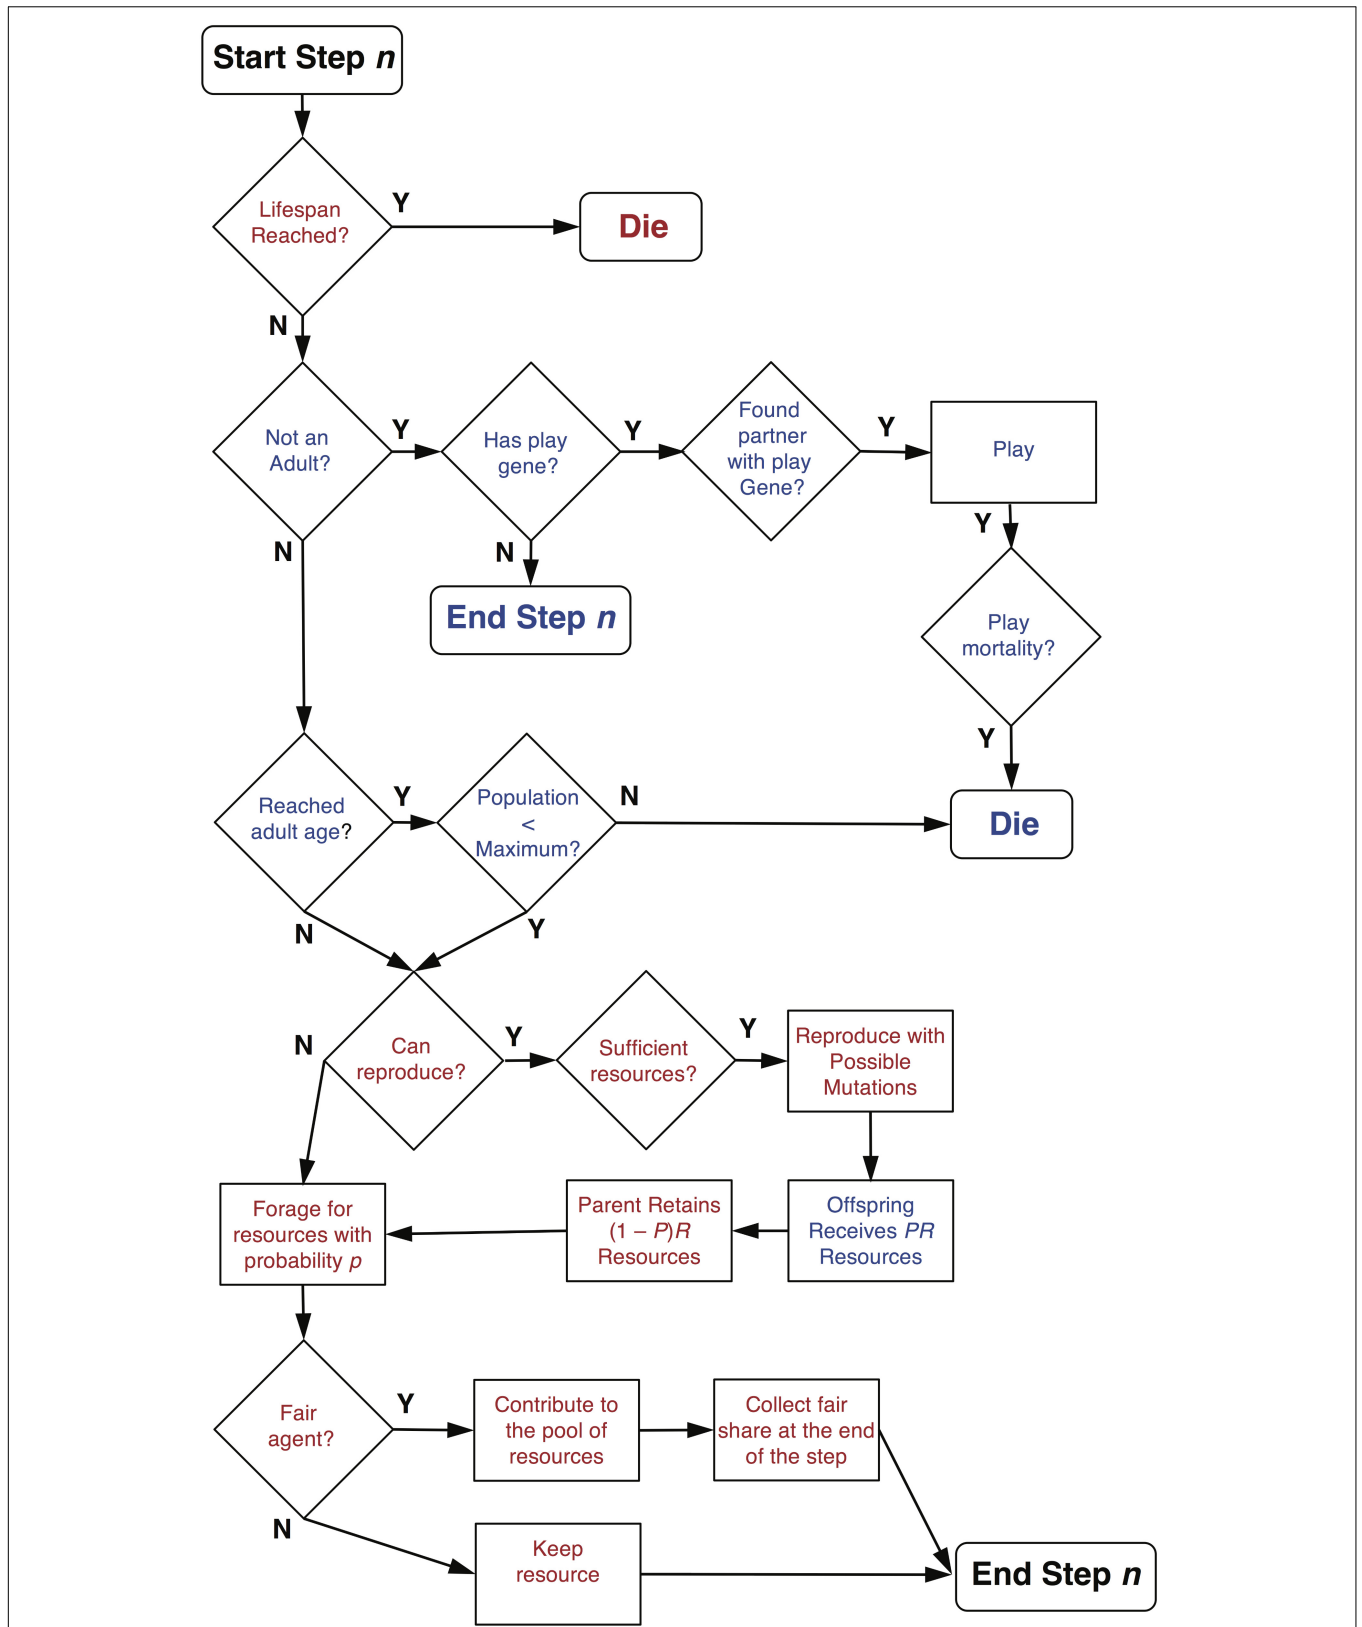 Start Step n
Lifespan
Reached?
Y
Die
N
Not an
Adult?
Y
Has play
gene?
Y
Found
partner
with play
Gene?
Y
Play
N
N
Y
End Step n
Play
mortality?
Y
Reached
adult age?
Y
Population
<
Maximum?
N
Die
N
Y
Can
reproduce?
N
Y
Sufficient
resources?
Y
Reproduce with
Possible
Mutations
Forage for
resources with
probability p
Parent Retains
(1 – P)R
Resources
Offspring
Receives PR
Resources
Fair
agent?
Y
Contribute to
the pool of
resources
Collect fair
share at the end
of the step
N
Keep
resource
End Step n